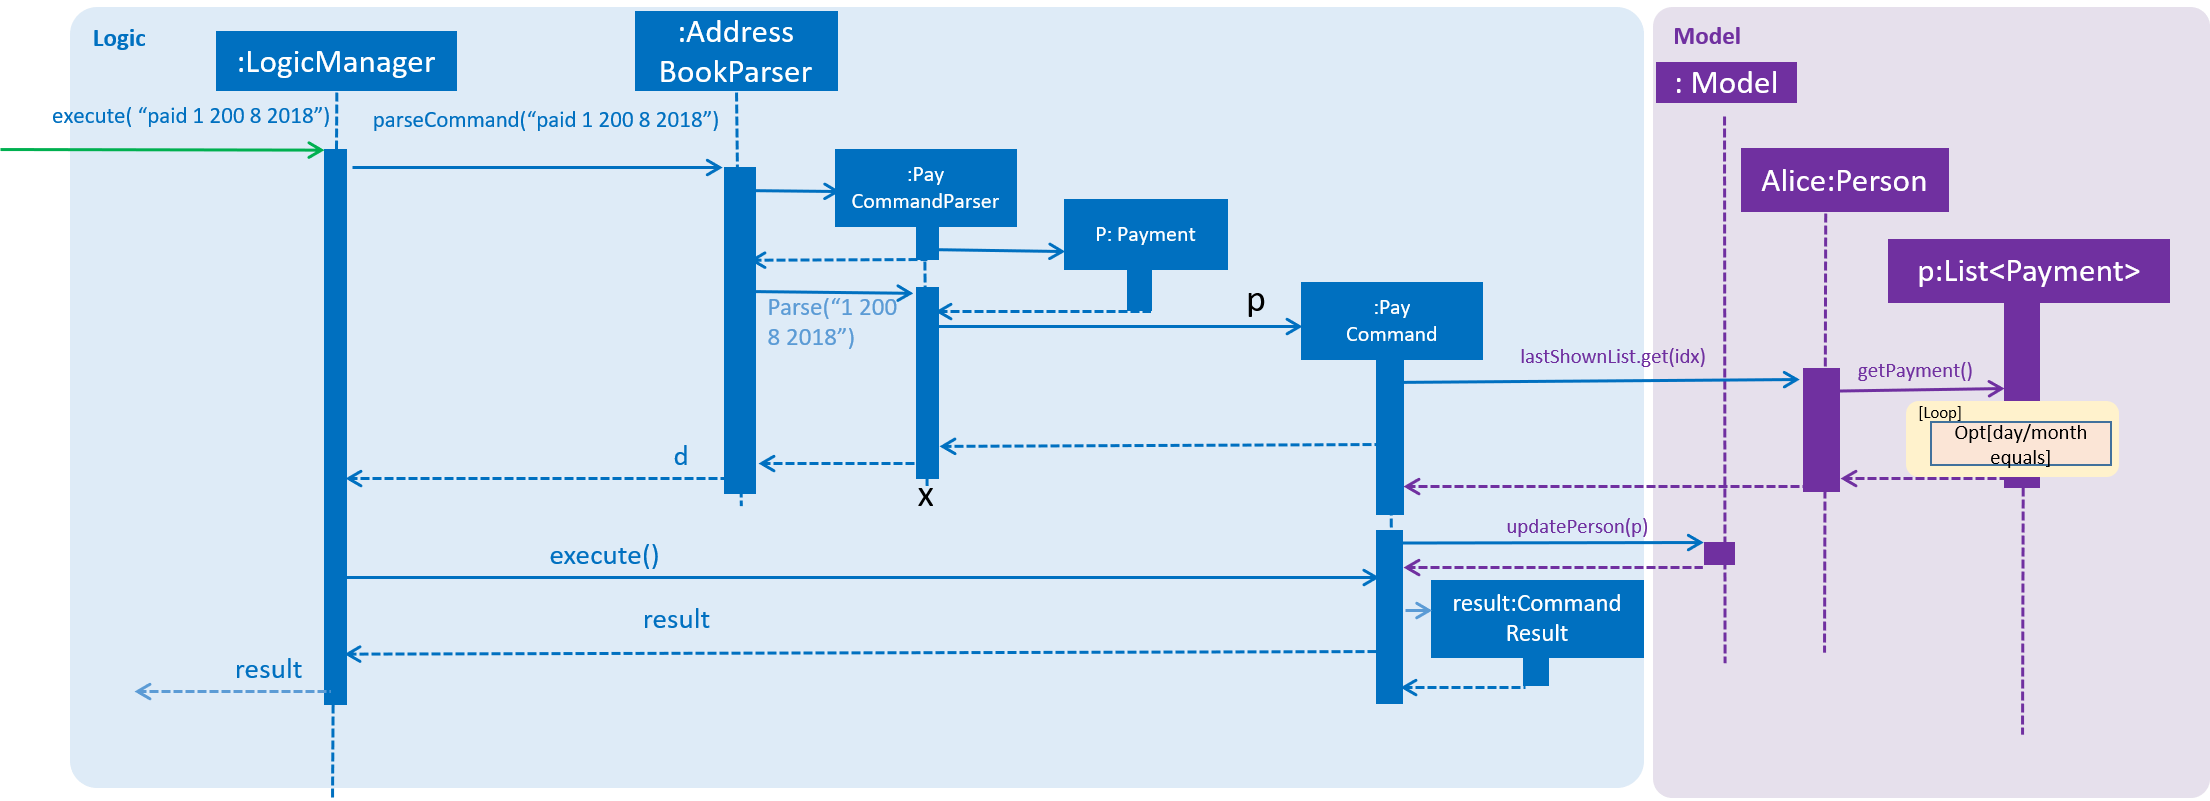 Logic
:LogicManager
:Address
BookParser
Model
: Model
execute( “paid 1 200 8 2018”)
parseCommand(“paid 1 200 8 2018”)
:Pay
CommandParser
P: Payment
Alice:Person
p:List<Payment>
Parse(“1 200
8 2018”)
p
:Pay
Command
lastShownList.get(idx)
getPayment()
[Loop]
Opt[day/month
equals]
d
x
updatePerson(p)
execute()
result:Command
Result
result
result